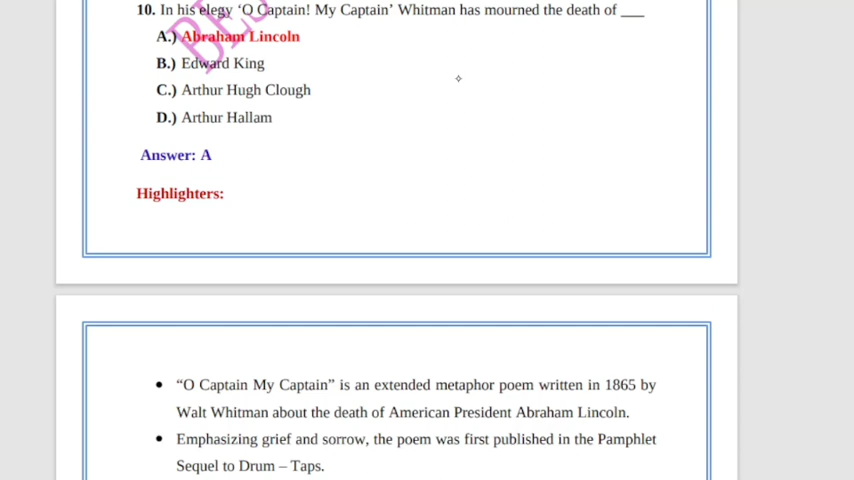 10. In his elegy ‘O Captain! My Captain’ Whitman has mourned the death of ___
A.) Abraham Lincoln
B.) Edward King
C.) Arthur Hugh Clough
D.) Arthur Hallam
Answer: A
Highlighters:
• “O Captain My Captain” is an extended metaphor poem written in 1865 by
Walt Whitman about the death of American President Abraham Lincoln.
• Emphasizing grief and sorrow, the poem was first published in the Pamphlet
Sequel to Drum – Taps.